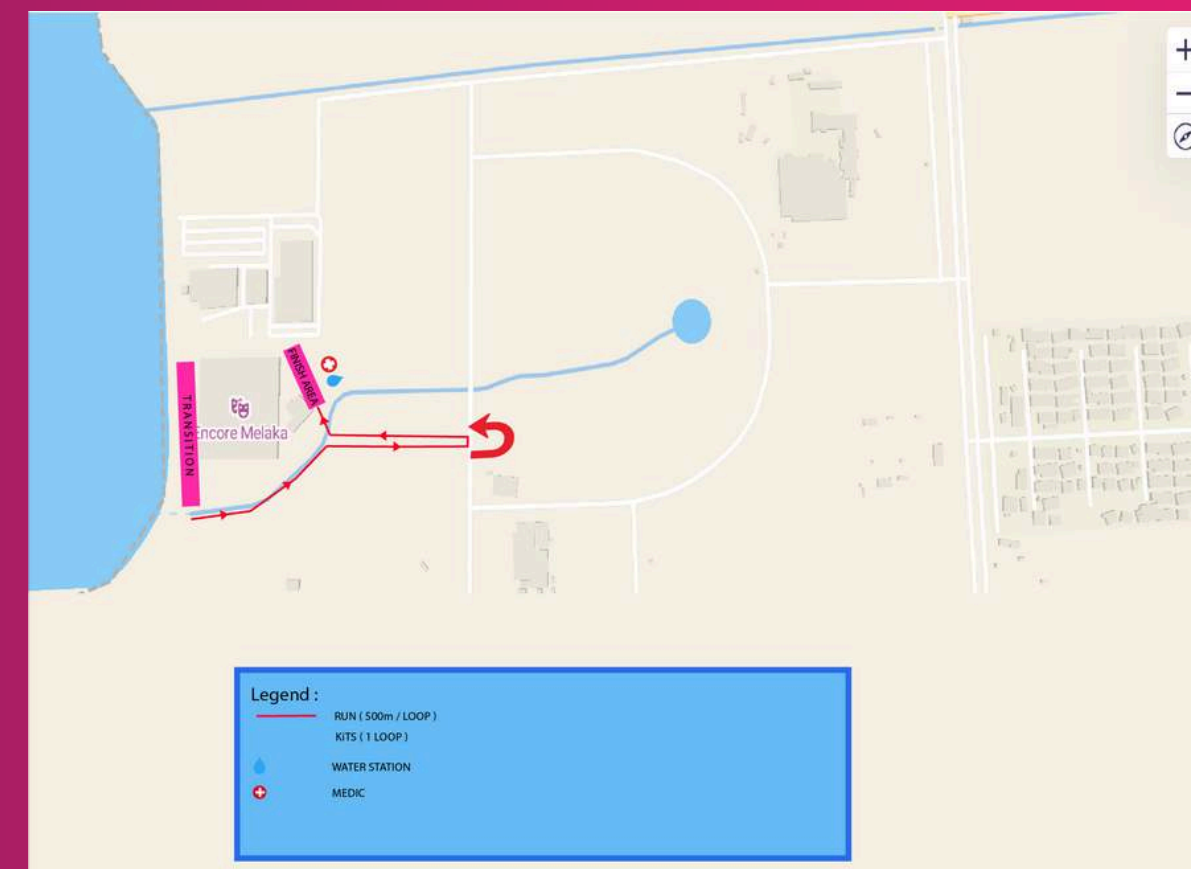 FINISH AREA
TRANSITION
Encore Melaka
Legend :
RUN ( 500m / LOOP )
KiTS ( 1 LOOP )
WATER STATION
MEDIC